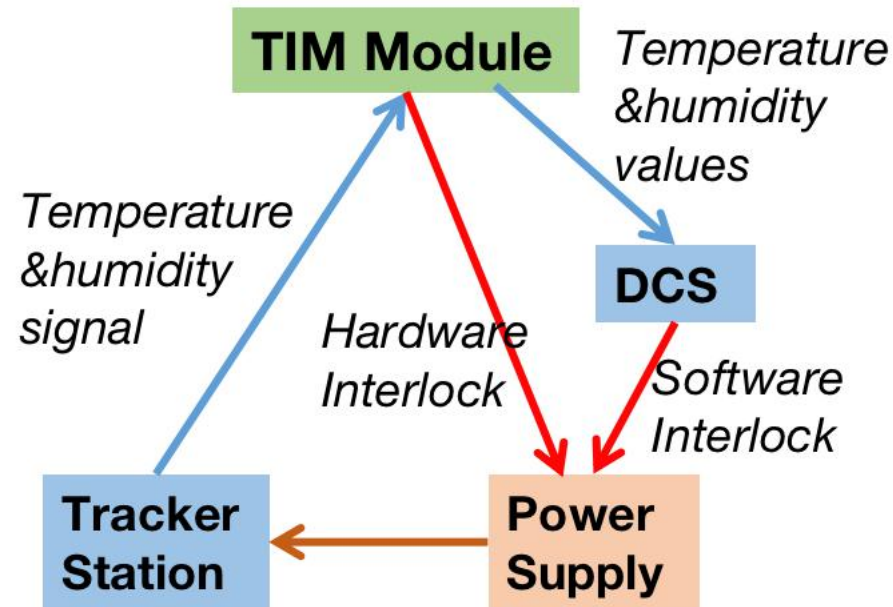 TIM Module
Temperature
&humidity
values
Temperature
&humidity
signal
DCS
Hardware
Interlock
Software
Interlock
Tracker
Station
Power
Supply